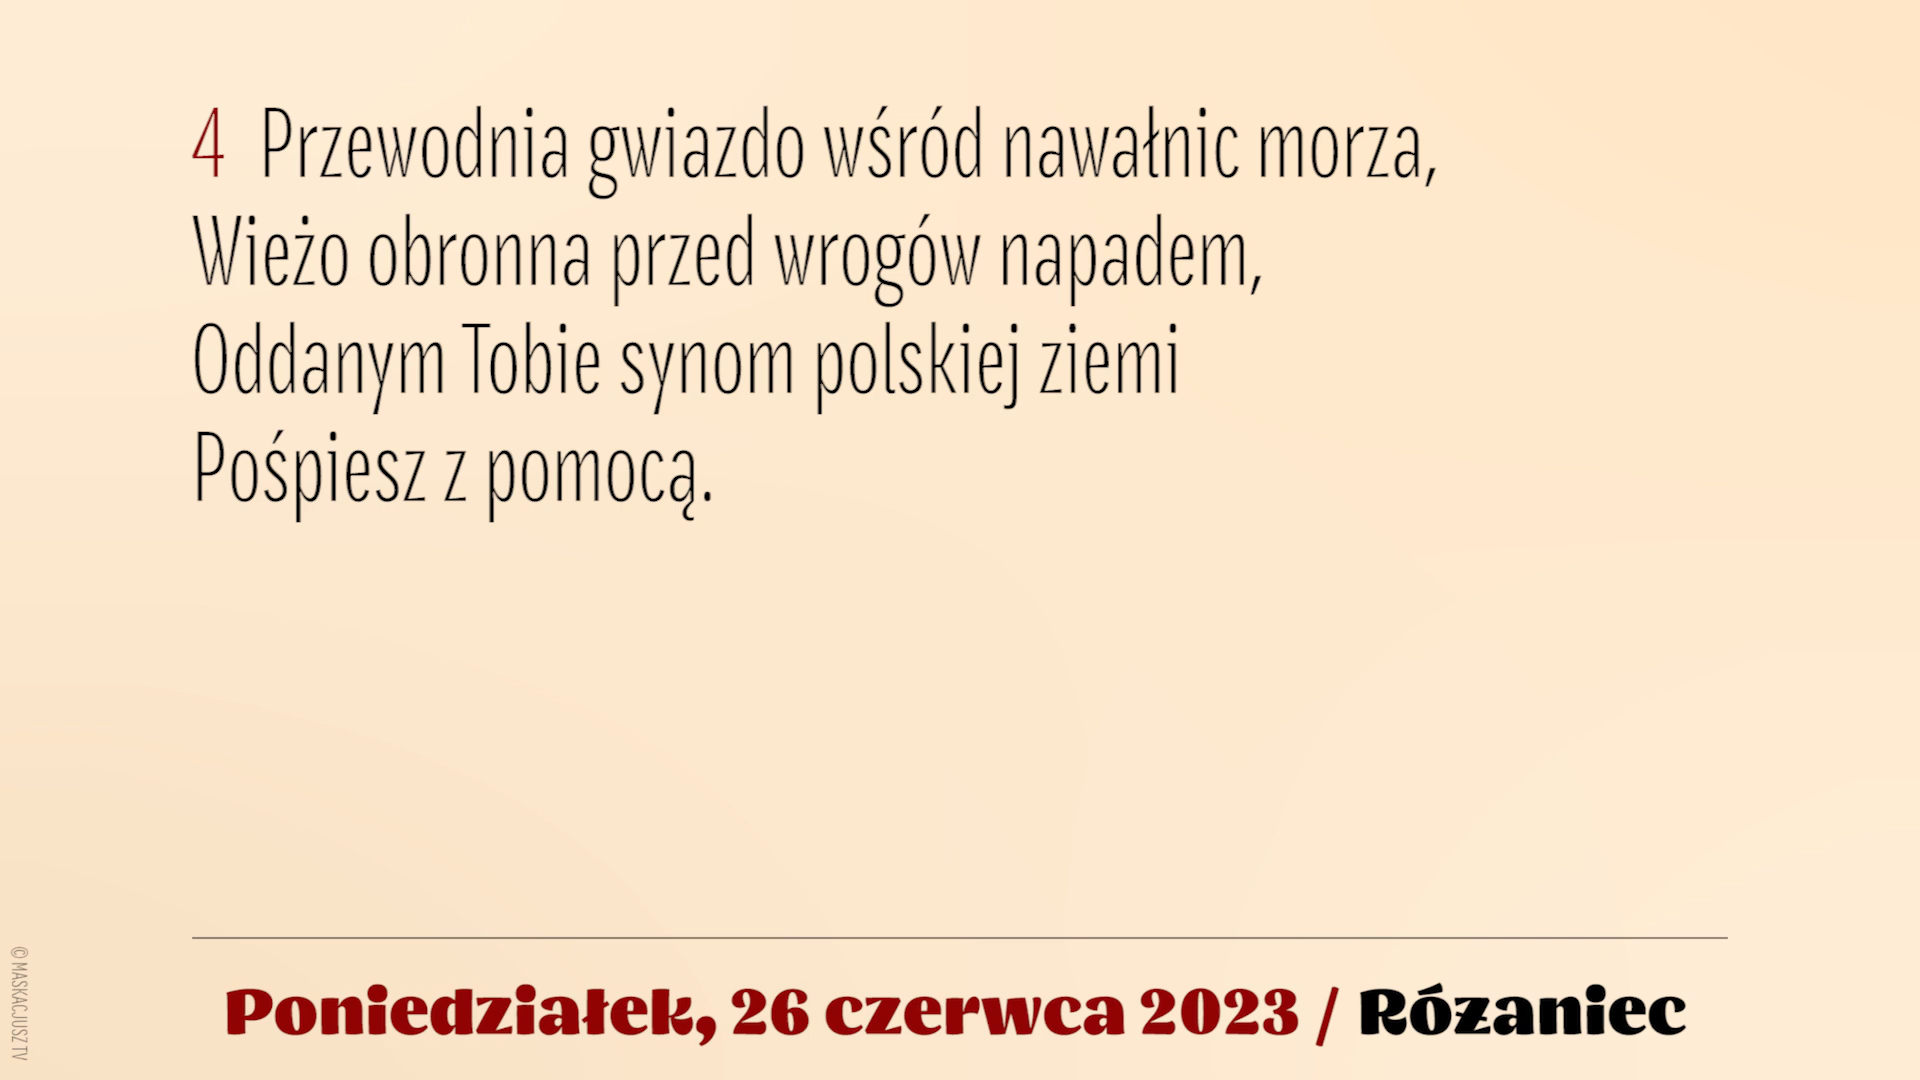 4 Przewodnia gwiazdo wśród nawałnic morza,
Wieżo obronna przed wrogów napadem,
Oddanym Tobie synom polskiej ziemi
Pośpiesz z pomocą.
Poniedziałek, 26 czerwca 2023 / Różaniec
© MASKACJUSZ TV